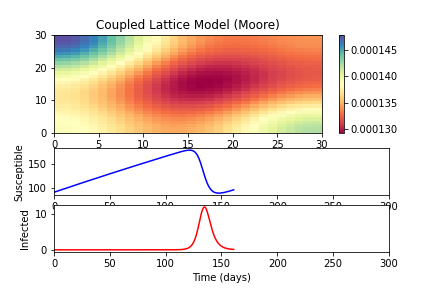 Coupled Lattice Model (Moore)
30
20
10
0
0 5 10 15 20 25 30
0.000145
0.000140
0.000135
0.000130
Susceptible
150
100
0 50 100 150 200 250 300
Infected
10
0
0 50 100 150 200 250 300
Time (days)